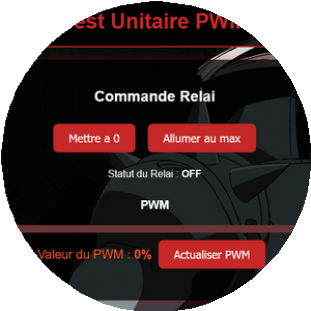 est Unitaire PW
Commande Relai
Mettre a 0 Allumer au max
Statut du Relai : OFF
PWM
Valeur du PWM : 0% Actualiser PWM